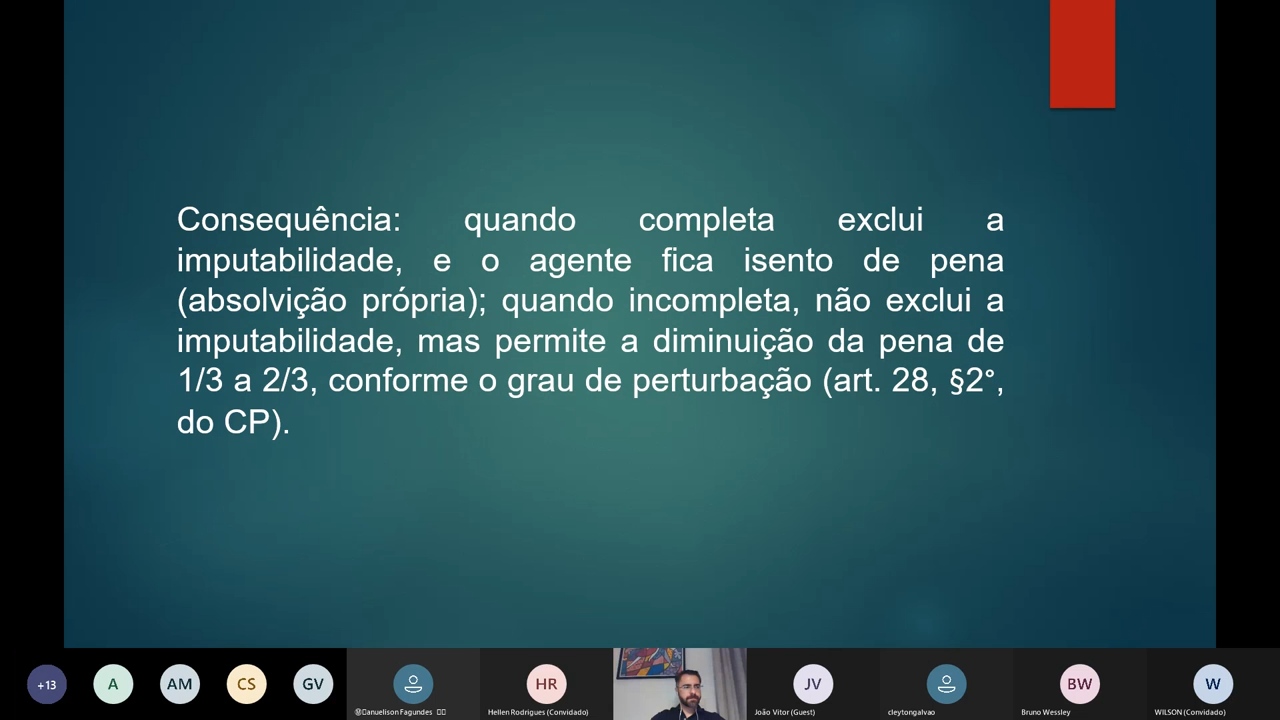 Consequência: quando completa exclui a
imputabilidade, e o agente fica isento de pena
(absolvição própria); quando incompleta, não exclui a
imputabilidade, mas permite a diminuição da pena de
1/3 a 2/3, conforme o grau de perturbação (art. 28, §2°,
do CP).
+13
A
AM
CS
GV
HR
JV
BW
W
Ⓜ️anuelison Fagundes
Hellen Rodrigues (Convidado)
João Vitor (Guest)
cleytongalvao
Bruno Wessley
WILSON (Convidado)